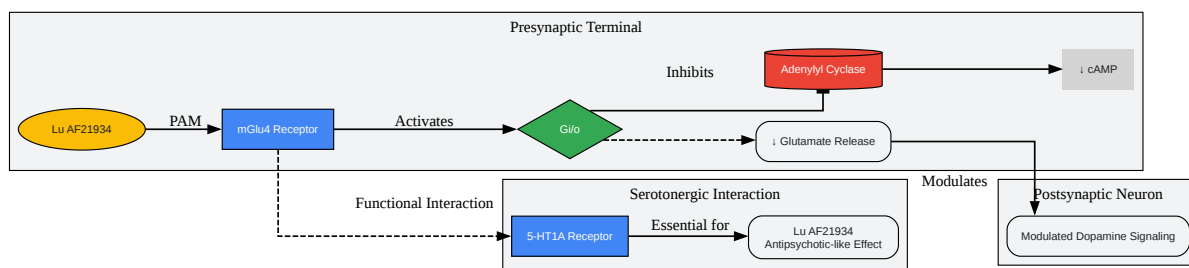 Presynaptic Terminal
Inhibits
Adenylyl Cyclase
↓ cAMP
Lu AF21934
PAM
mGlu4 Receptor
Activates
Gi/o
↓ Glutamate Release
Modulates
Functional Interaction
Serotonergic Interaction
5-HT1A Receptor
Essential for
Lu AF21934
Antipsychotic-like Effect
Postsynaptic Neuron
Modulated Dopamine Signaling